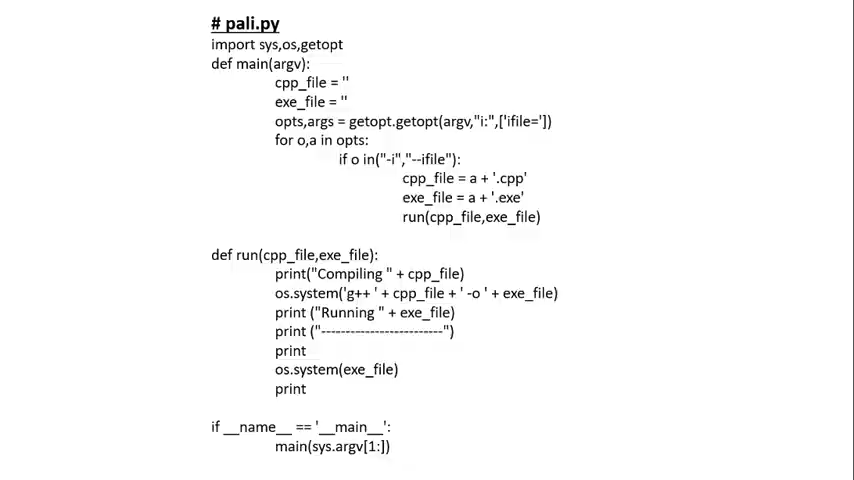 # pali.py
import sys,os,getopt
def main(argv):
cpp_file = ''
exe_file = ''
opts,args = getopt.getopt(argv,"i:",['ifile='])
for o,a in opts:
if o in("-i","--ifile"):
cpp_file = a + '.cpp'
exe_file = a + '.exe'
run(cpp_file,exe_file)
def run(cpp_file,exe_file):
print("Compiling " + cpp_file)
os.system('g++ ' + cpp_file + ' -o ' + exe_file)
print ("Running " + exe_file)
print ("-------------------------")
print
os.system(exe_file)
print
if __name__ == '__main__':
main(sys.argv[1:])